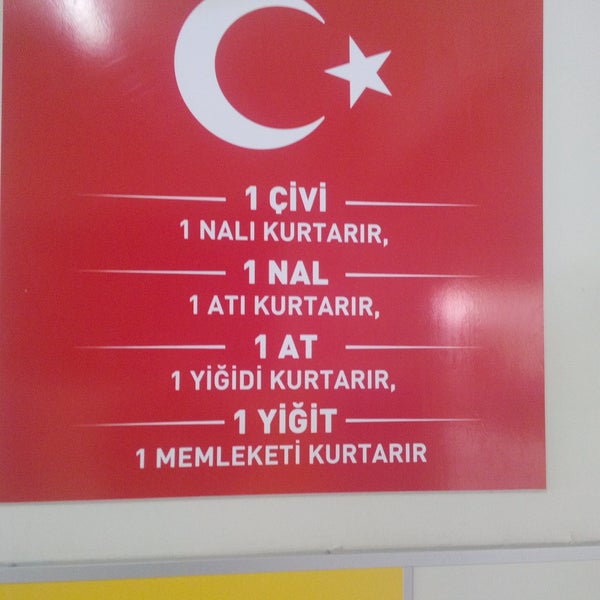 1 ÇİVİ
1 NALI KURTARIR,
1 NAL
1 ATI KURTARIR,
1 AT
1 YİĞİDİ KURTARIR,
1 YİĞİT
1 MEMLEKETİ KURTARIR